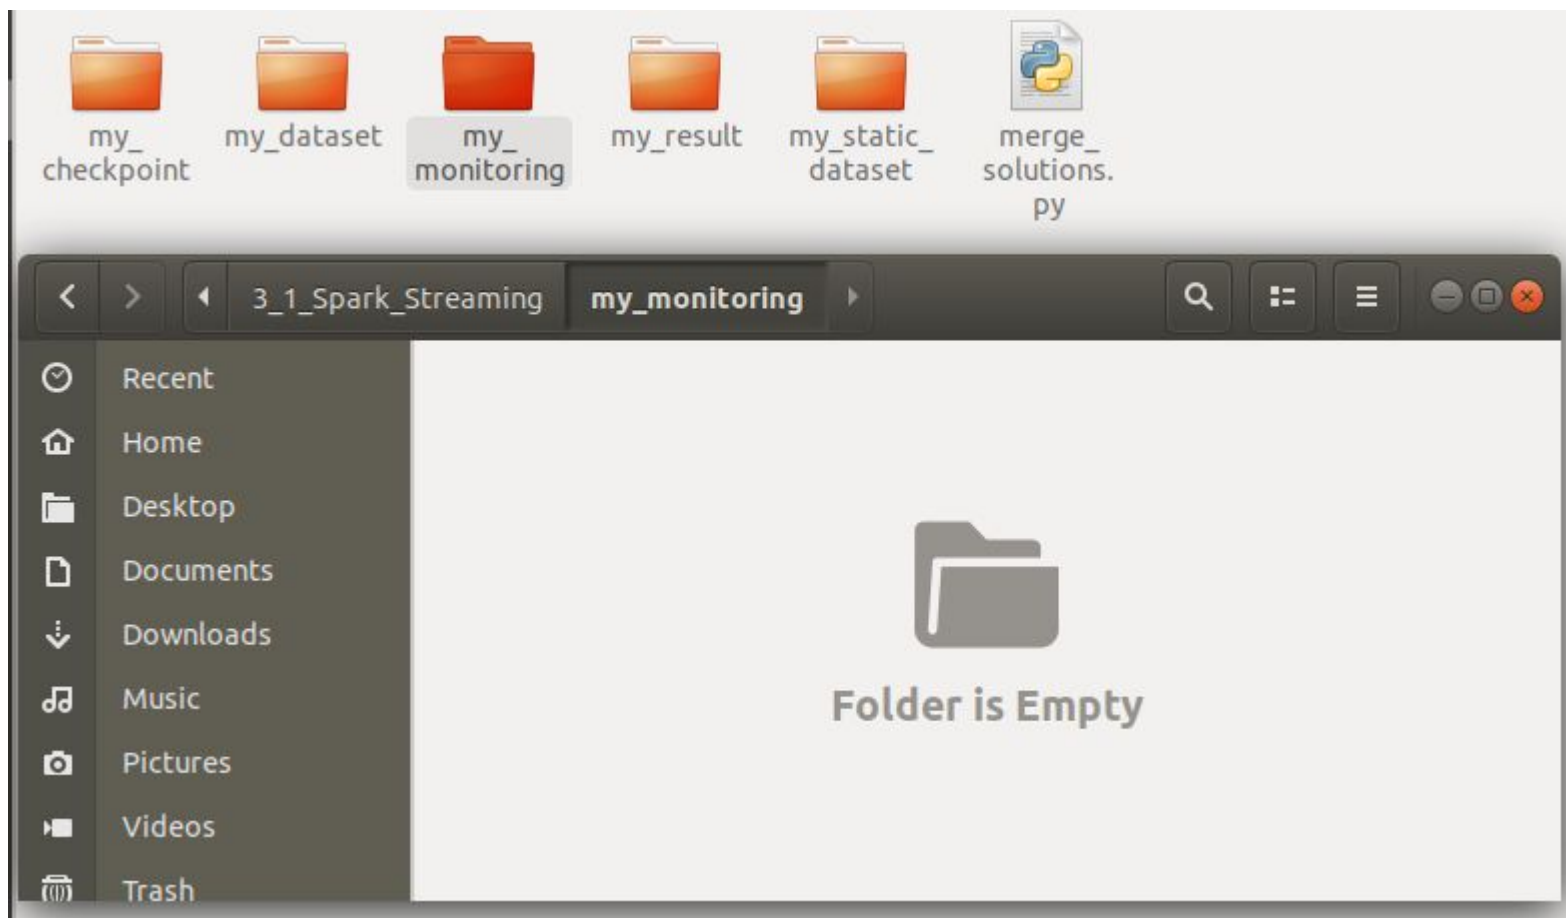 my_
checkpoint
my_dataset
my_
monitoring
my_result
my_static_
dataset
merge_
solutions.
py
3_1_Spark_Streaming
my_monitoring
Recent
Home
Desktop
Documents
Downloads
Music
Pictures
Videos
Trash
Folder is Empty